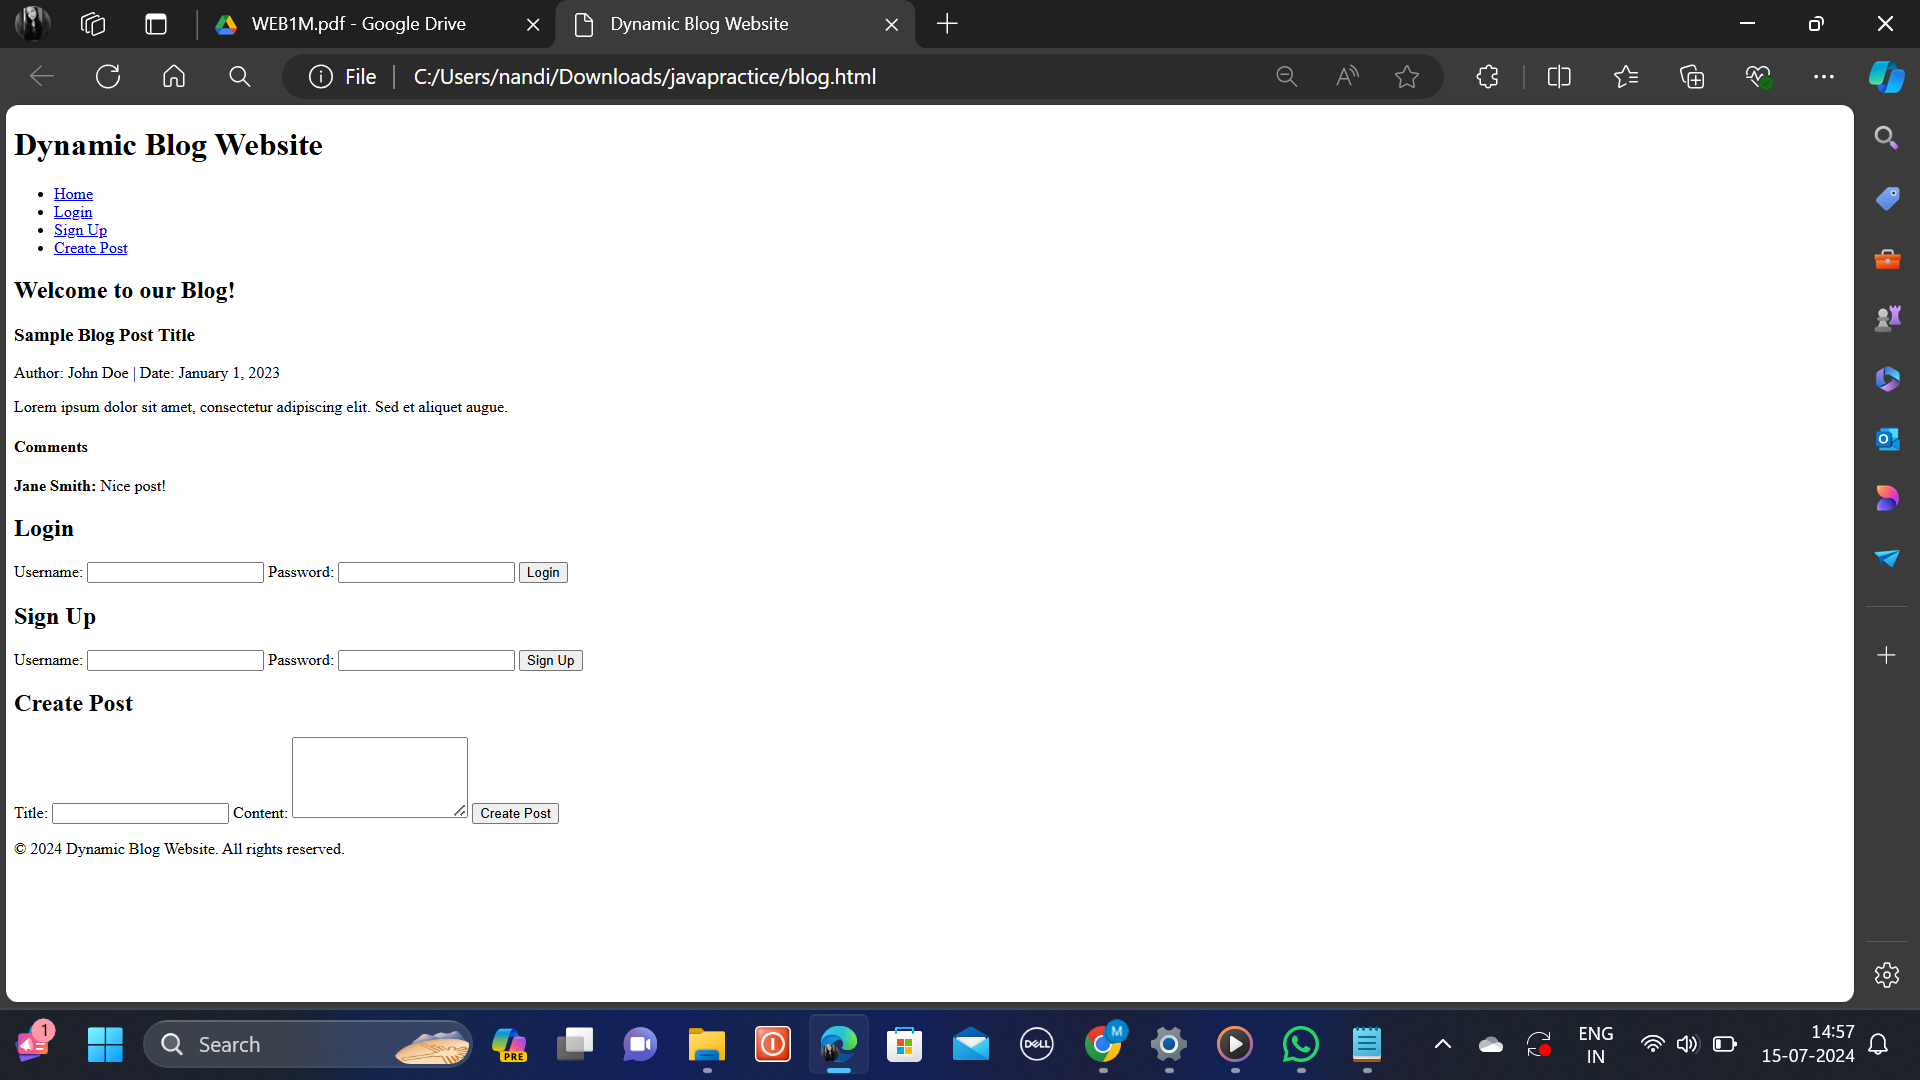 WEB1M.pdf - Google Drive
Dynamic Blog Website
File
C:/Users/nandi/Downloads/javapractice/blog.html
Dynamic Blog Website
Home
Login
Sign Up
Create Post
Welcome to our Blog!
Sample Blog Post Title
Author: John Doe | Date: January 1, 2023
Lorem ipsum dolor sit amet, consectetur adipiscing elit. Sed et aliquet augue.
Comments
Jane Smith: Nice post!
Login
Username: Password: Login
Sign Up
Username: Password: Sign Up
Create Post
Title: Content: Create Post
© 2024 Dynamic Blog Website. All rights reserved.
1
Search
PRE
DELL
M
ENG
IN
14:57
15-07-2024